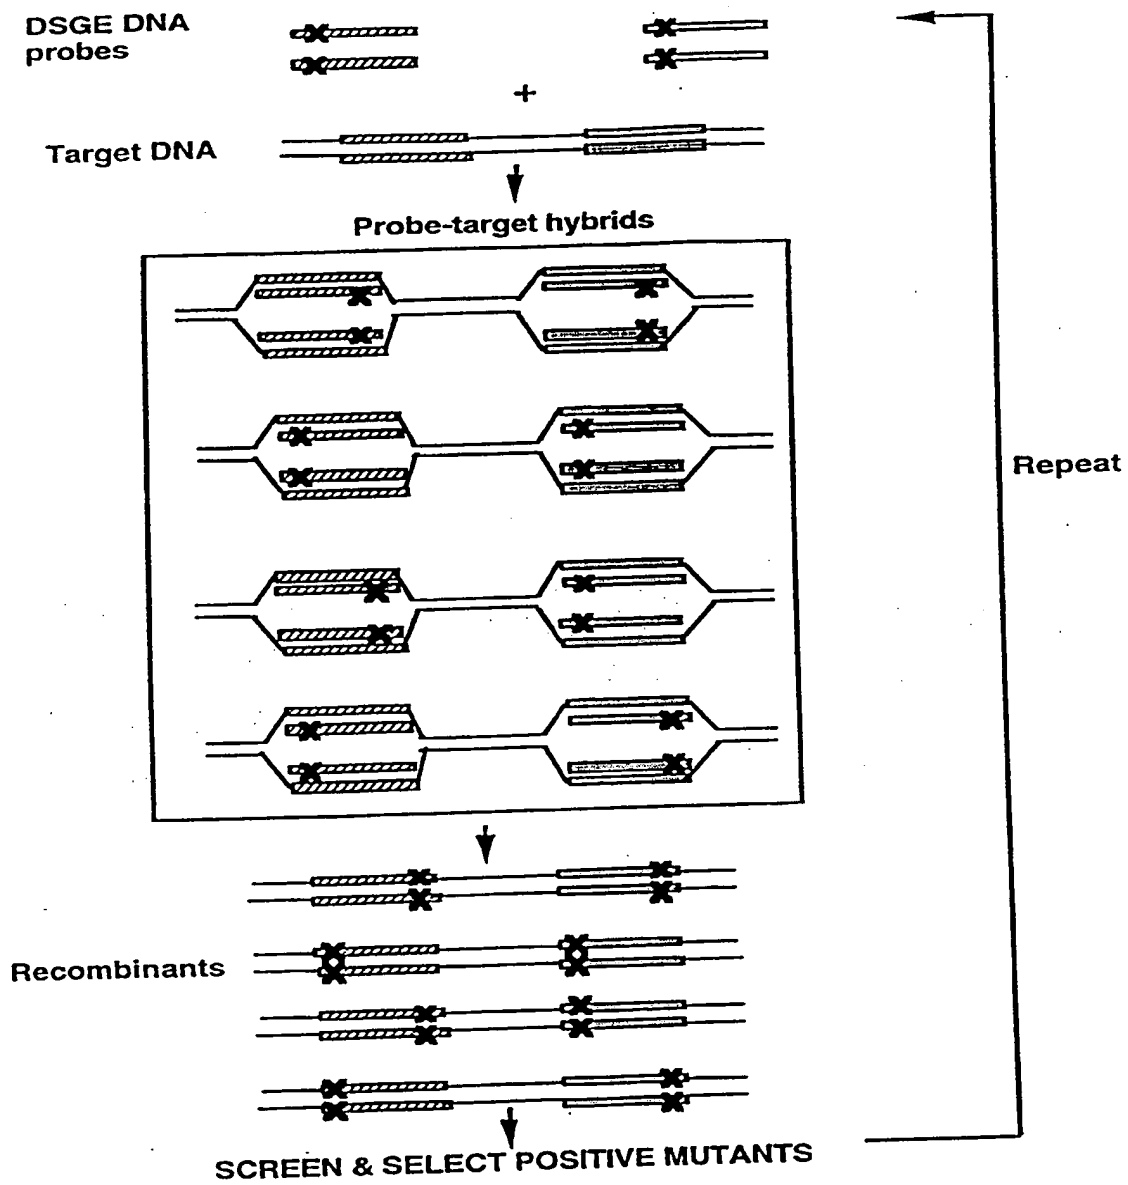 DSGE DNA
probes
+
Target DNA
Probe-target hybrids
Repeat
Recombinants
SCREEN & SELECT POSITIVE MUTANTS